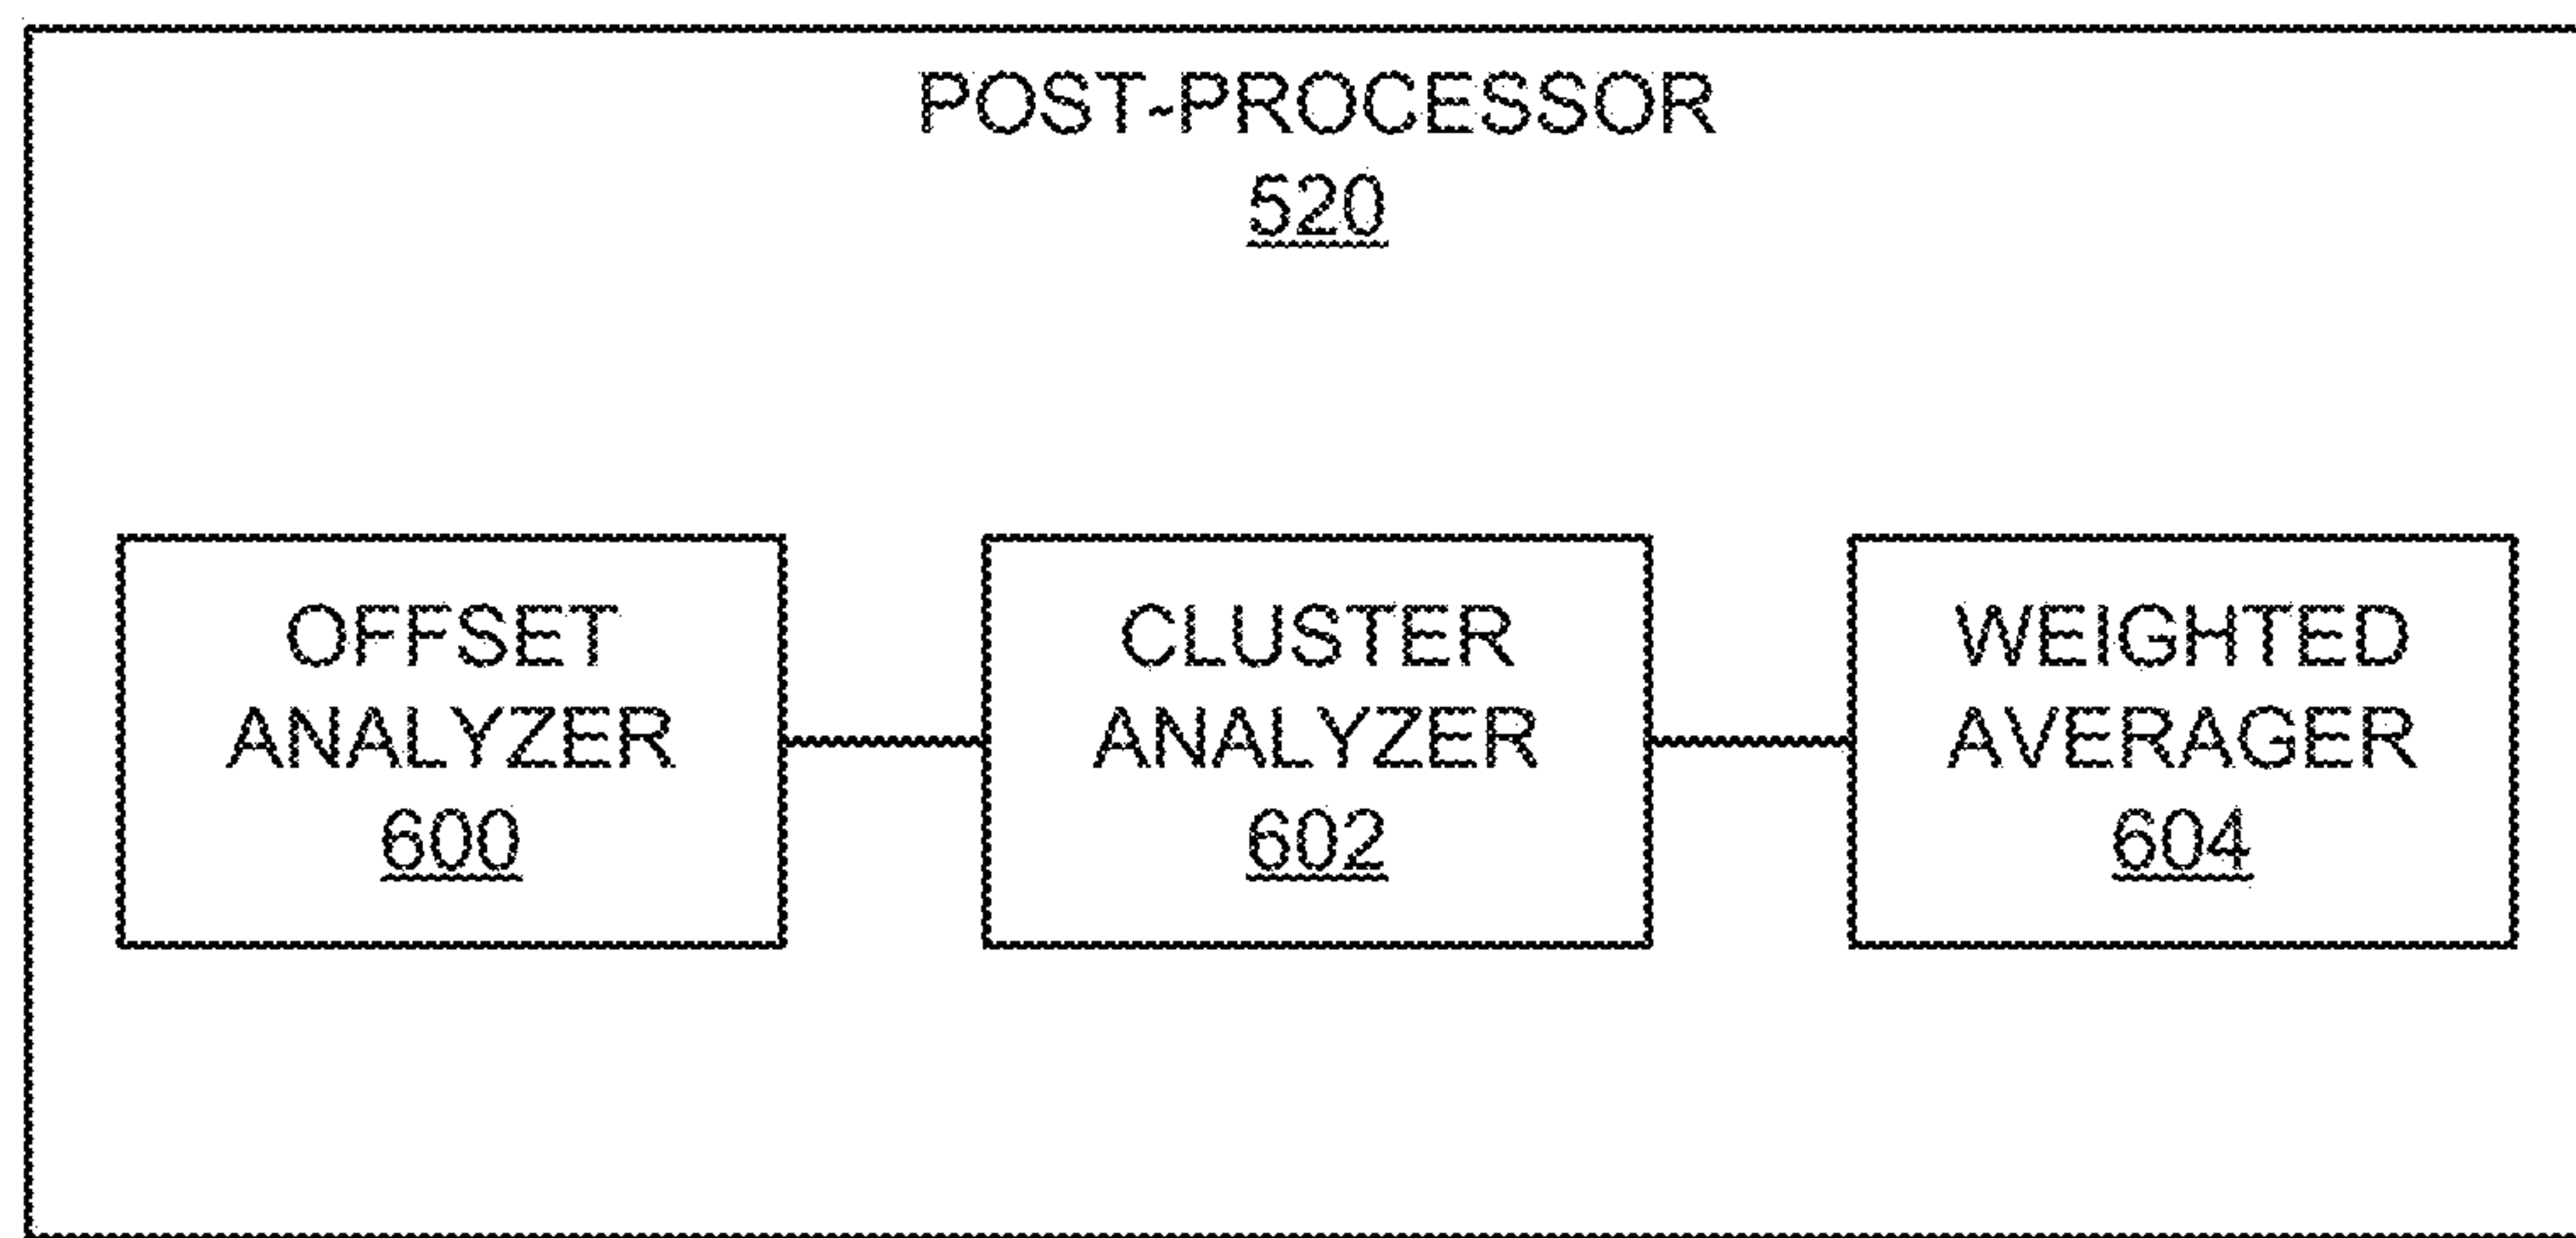 POST-PROCESSOR
520
OFFSET
ANALYZER
600
CLUSTER
ANALYZER
602
WEIGHTED
AVERAGER
604